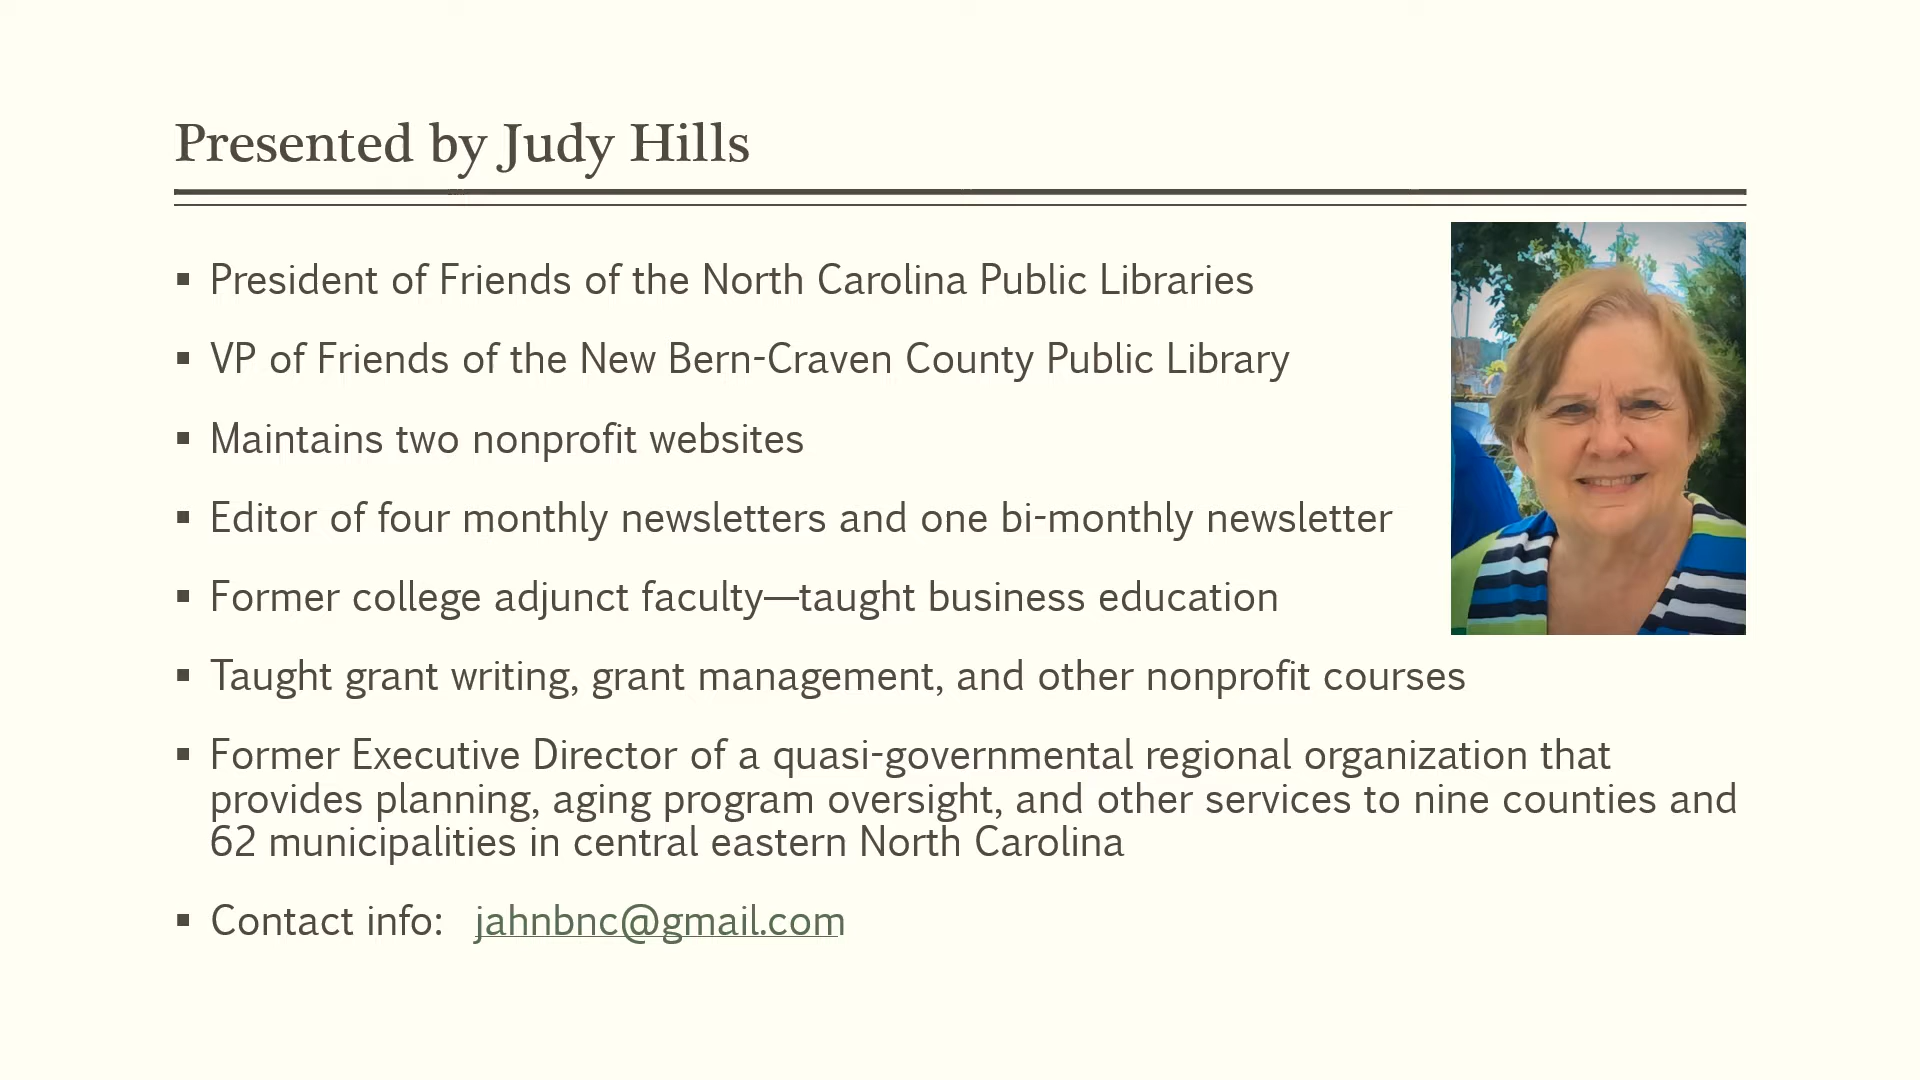 Presented by Judy Hills
▪ President of Friends of the North Carolina Public Libraries
▪ VP of Friends of the New Bern-Craven County Public Library
▪ Maintains two nonprofit websites
▪ Editor of four monthly newsletters and one bi-monthly newsletter
▪ Former college adjunct faculty—taught business education
▪ Taught grant writing, grant management, and other nonprofit courses
▪ Former Executive Director of a quasi-governmental regional organization that
provides planning, aging program oversight, and other services to nine counties and
62 municipalities in central eastern North Carolina
▪ Contact info: jahnbnc@gmail.com